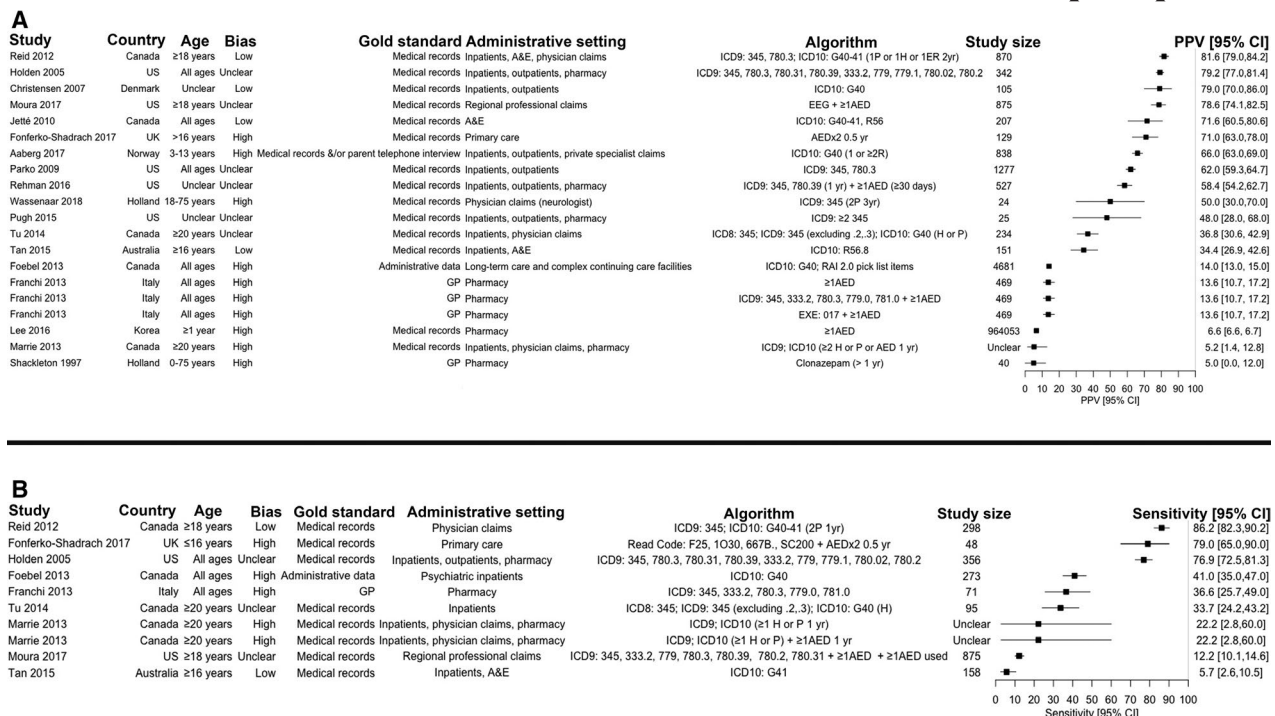 A
Study Country Age Bias Gold standard Administrative setting Algorithm Study size PPV [95% CI]
Reid 2012 Canada ≥18 years Low Medical records Inpatients, A&E, physician claims ICD9: 345, 780.3; ICD10: G40-41 (1P or 1H or 1ER 2yr) 870 81.6 [79.0,84.2]
Holden 2005 US All ages Unclear Medical records Inpatients, outpatients, pharmacy ICD9: 345, 780.3, 780.31, 780.39, 333.2, 779, 779.1, 780.02, 780.2 342 79.2 [77.0,81.4]
Christensen 2007 Denmark Unclear Low Medical records Inpatients, outpatients ICD10: G40 105 79.0 [70.0,86.0]
Moura 2017 US ≥18 years Unclear Medical records Regional professional claims EEG + ≥1AED 875 78.6 [74.1,82.5]
Jetté 2010 Canada All ages Low Medical records A&E ICD10: G40-41, R56 207 71.6 [60.5,80.6]
Fonferko-Shadrach 2017 UK >16 years High Medical records Primary care AEDx2 0.5 yr 129 71.0 [63.0,78.0]
Aaberg 2017 Norway 3-13 years High Medical records &/or parent telephone interview Inpatients, outpatients, private specialist claims ICD10: G40 (1 or ≥2R) 838 66.0 [63.0,69.0]
Parko 2009 US All ages Unclear Medical records Inpatients, outpatients ICD9: 345, 780.3 1277 62.0 [59.3,64.7]
Rehman 2016 US Unclear Unclear Medical records Inpatients, outpatients, pharmacy ICD9: 345, 780.39 (1 yr) + ≥1AED (≥30 days) 527 58.4 [54.2,62.7]
Wassenaar 2018 Holland 18-75 years High Medical records Physician claims (neurologist) ICD9: 345 (2P 3yr) 24 50.0 [30.0,70.0]
Pugh 2015 US Unclear Unclear Medical records Inpatients, outpatients, pharmacy ICD9: ≥2 345 25 48.0 [28.0, 68.0]
Tu 2014 Canada ≥20 years Unclear Medical records Inpatients, physician claims ICD8: 345; ICD9: 345 (excluding .2,.3); ICD10: G40 (H or P) 234 36.8 [30.6, 42.9]
Tan 2015 Australia ≥16 years Low Medical records Inpatients, A&E ICD10: R56.8 151 34.4 [26.9, 42.6]
Foebel 2013 Canada All ages High Administrative data Long-term care and complex continuing care facilities ICD10: G40; RAI 2.0 pick list items 4681 14.0 [13.0, 15.0]
Franchi 2013 Italy All ages High GP Pharmacy ≥1AED 469 13.6 [10.7, 17.2]
Franchi 2013 Italy All ages High GP Pharmacy ICD9: 345, 333.2, 780.3, 779.0, 781.0 + ≥1AED 469 13.6 [10.7, 17.2]
Franchi 2013 Italy All ages High GP Pharmacy EXE: 017 + ≥1AED 469 13.6 [10.7, 17.2]
Lee 2016 Korea ≥1 year High Medical records Pharmacy ≥1AED 964053 6.6 [6.6, 6.7]
Marrie 2013 Canada ≥20 years High Medical records Inpatients, physician claims, pharmacy ICD9; ICD10 (≥2 H or P or AED 1 yr) Unclear 5.2 [1.4, 12.8]
Shackleton 1997 Holland 0-75 years High GP Pharmacy Clonazepam (> 1 yr) 40 5.0 [0.0, 12.0]
0 10 20 30 40 50 60 70 80 90 100
PPV [95% CI]
B
Study Country Age Bias Gold standard Administrative setting Algorithm Study size Sensitivity [95% CI]
Reid 2012 Canada ≥18 years Low Medical records Physician claims ICD9: 345; ICD10: G40-41 (2P 1yr) 298 86.2 [82.3,90.2]
Fonferko-Shadrach 2017 UK ≤16 years High Medical records Primary care Read Code: F25, 1O30, 667B., SC200 + AEDx2 0.5 yr 48 79.0 [65.0,90.0]
Holden 2005 US All ages Unclear Medical records Inpatients, outpatients, pharmacy ICD9: 345, 780.3, 780.31, 780.39, 333.2, 779, 779.1, 780.02, 780.2 356 76.9 [72.5,81.3]
Foebel 2013 Canada All ages High Administrative data Psychiatric inpatients ICD10: G40 273 41.0 [35.0,47.0]
Franchi 2013 Italy All ages High GP Pharmacy ICD9: 345, 333.2, 780.3, 779.0, 781.0 71 36.6 [25.7,49.0]
Tu 2014 Canada ≥20 years Unclear Medical records Inpatients ICD8: 345; ICD9: 345 (excluding .2,.3); ICD10: G40 (H) 95 33.7 [24.2,43.2]
Marrie 2013 Canada ≥20 years High Medical records Inpatients, physician claims, pharmacy ICD9; ICD10 (≥1 H or P 1 yr) Unclear 22.2 [2.8,60.0]
Marrie 2013 Canada ≥20 years High Medical records Inpatients, physician claims, pharmacy ICD9; ICD10 (≥1 H or P) + ≥1AED 1 yr Unclear 22.2 [2.8,60.0]
Moura 2017 US ≥18 years Unclear Medical records Regional professional claims ICD9: 345, 333.2, 779, 780.3, 780.39, 780.2, 780.31 + ≥1AED + ≥1AED used 875 12.2 [10.1,14.6]
Tan 2015 Australia ≥16 years Low Medical records Inpatients, A&E ICD10: G41 158 5.7 [2.6,10.5]
0 10 20 30 40 50 60 70 80 90 100
Sensitivity [95% CI]